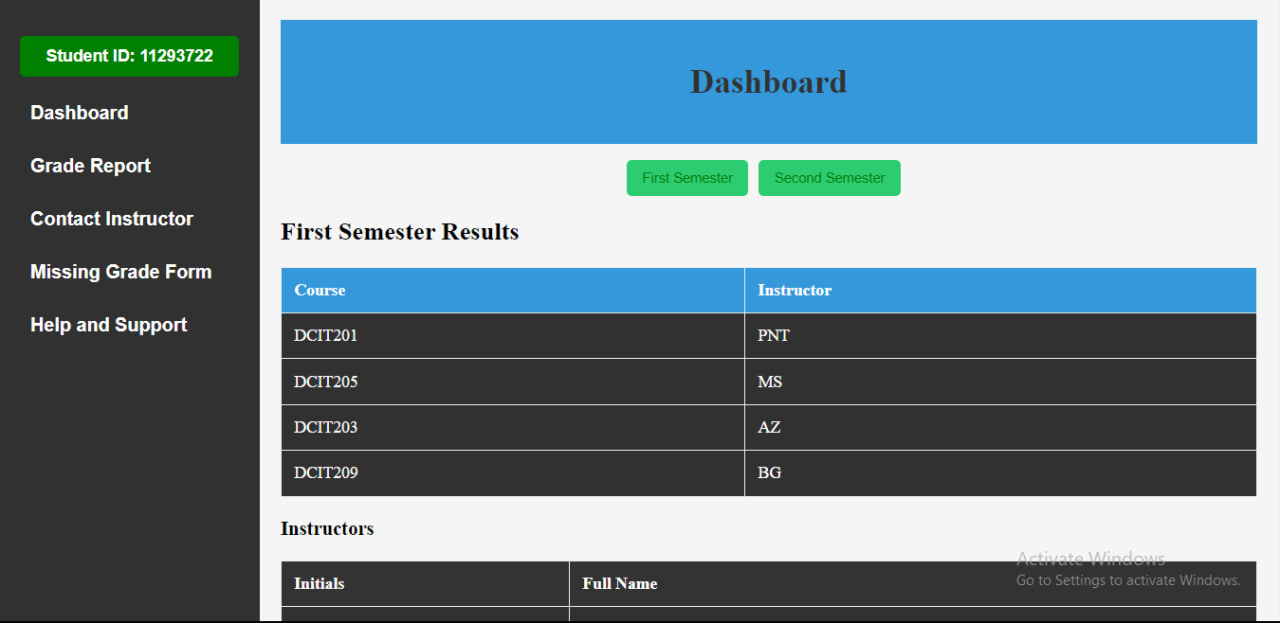 Student ID: 11293722
Dashboard
Grade Report
Contact Instructor
Missing Grade Form
Help and Support
Dashboard
First Semester Second Semester
First Semester Results
Course Instructor
DCIT201 PNT
DCIT205 MS
DCIT203 AZ
DCIT209 BG
Instructors
Initials Full Name
Activate Windows
Go to Settings to activate Windows.